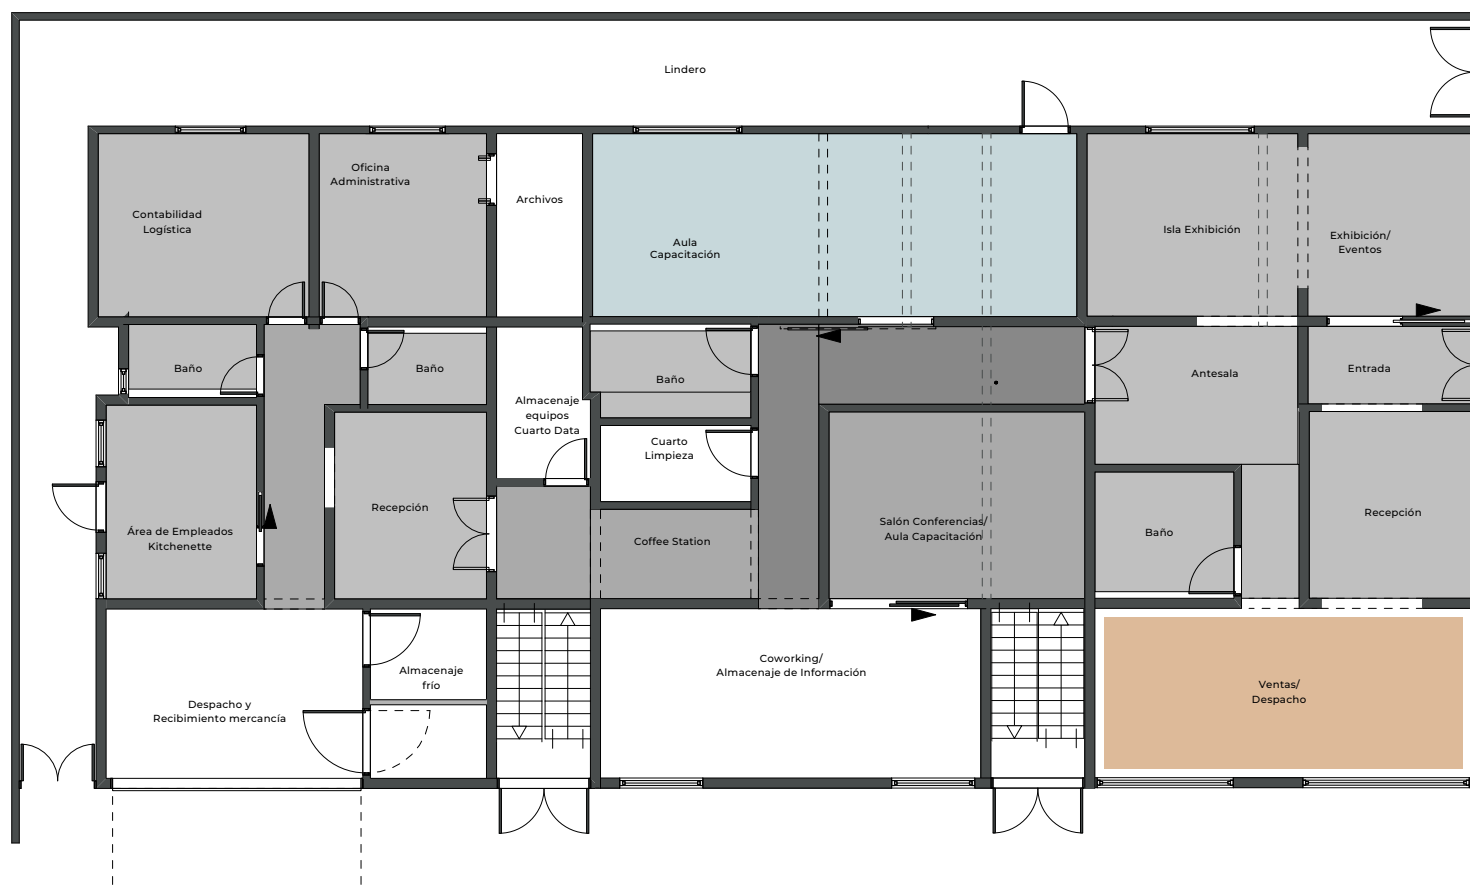 Lindero
Oficina
Administrativa
Archivos
Contabilidad
Logística
Aula
Capacitación
Isla Exhibición
Exhibición/
Eventos
Baño
Baño
Baño
Antesala
Entrada
Almacenaje
equipos
Cuarto Data
Cuarto
Limpieza
Recepción
Área de Empleados
Kitchenette
Coffee Station
Salón Conferencias/
Aula Capacitación
Baño
Recepción
Almacenaje
frío
Coworking/
Almacenaje de Información
Despacho y
Recibimiento mercancía
Ventas/
Despacho